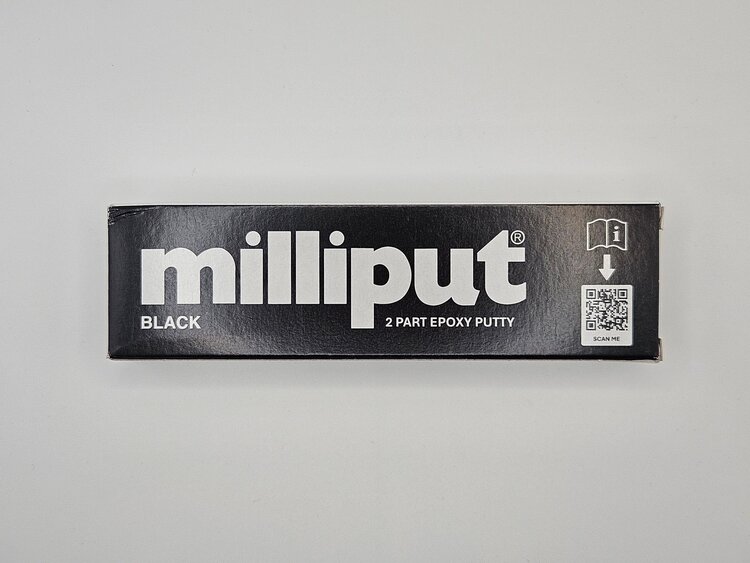 milliput®
BLACK
2 PART EPOXY PUTTY
i
SCAN ME